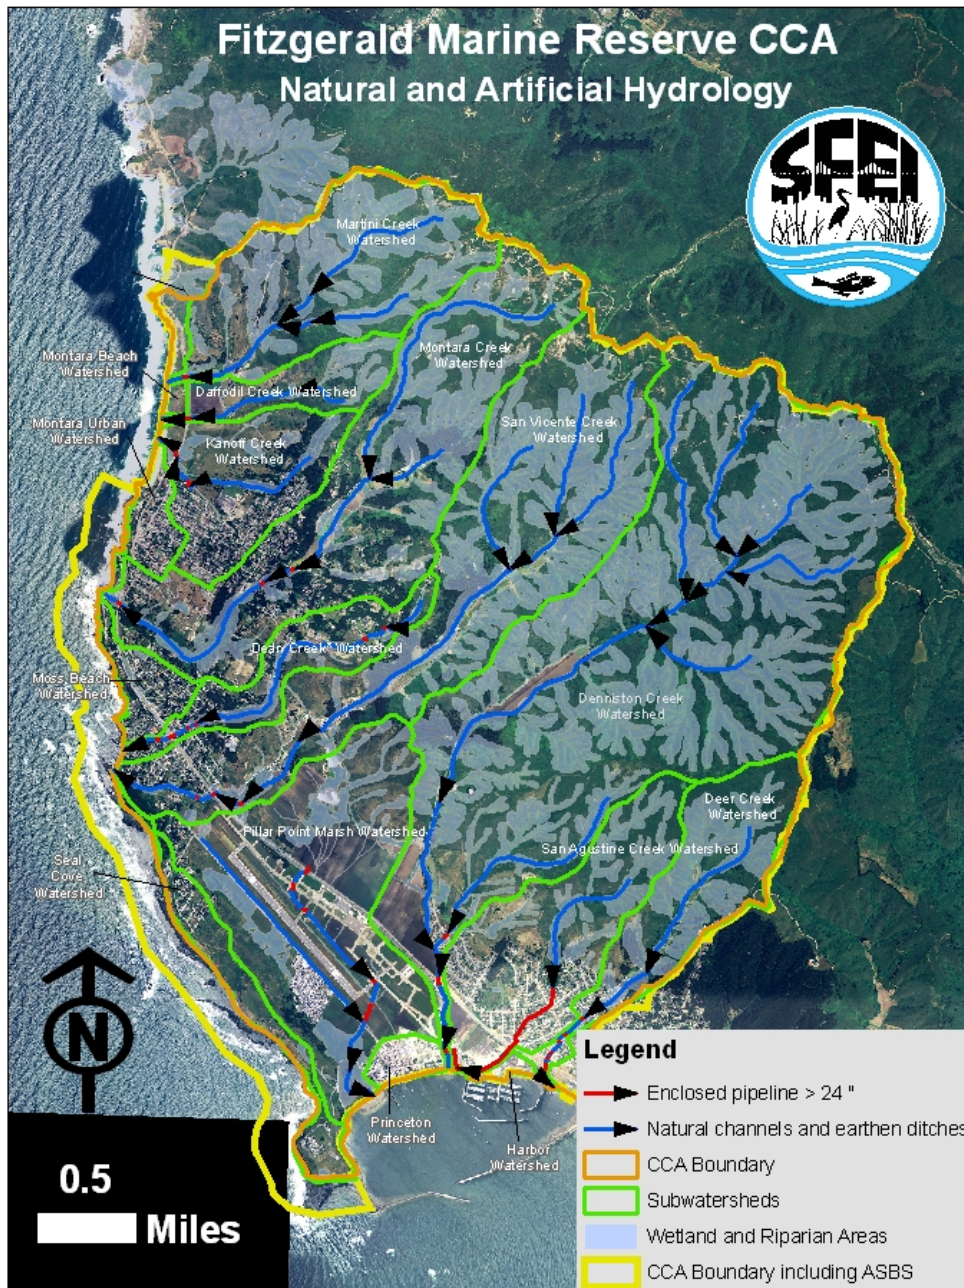 Fitzgerald Marine Reserve CCA
Natural and Artificial Hydrology
SFEI
Martini Creek
Watershed
Montara Beach
Watershed
Montara Creek
Watershed
Daffodil Creek Watershed
Montara Urban
Watershed
Kanoff Creek
Watershed
San Vicente Creek
Watershed
Dean Creek Watershed
Moss Beach
Watershed
Denniston Creek
Watershed
Deer Creek
Watershed
Pillar Point Marsh Watershed
San Agustine Creek Watershed
Seal
Cove
Watershed
N
Princeton
Watershed
Harbor
Watershed
0.5
Miles
Legend
Enclosed pipeline > 24 "
Natural channels and earthen ditches
CCA Boundary
Subwatersheds
Wetland and Riparian Areas
CCA Boundary including ASBS